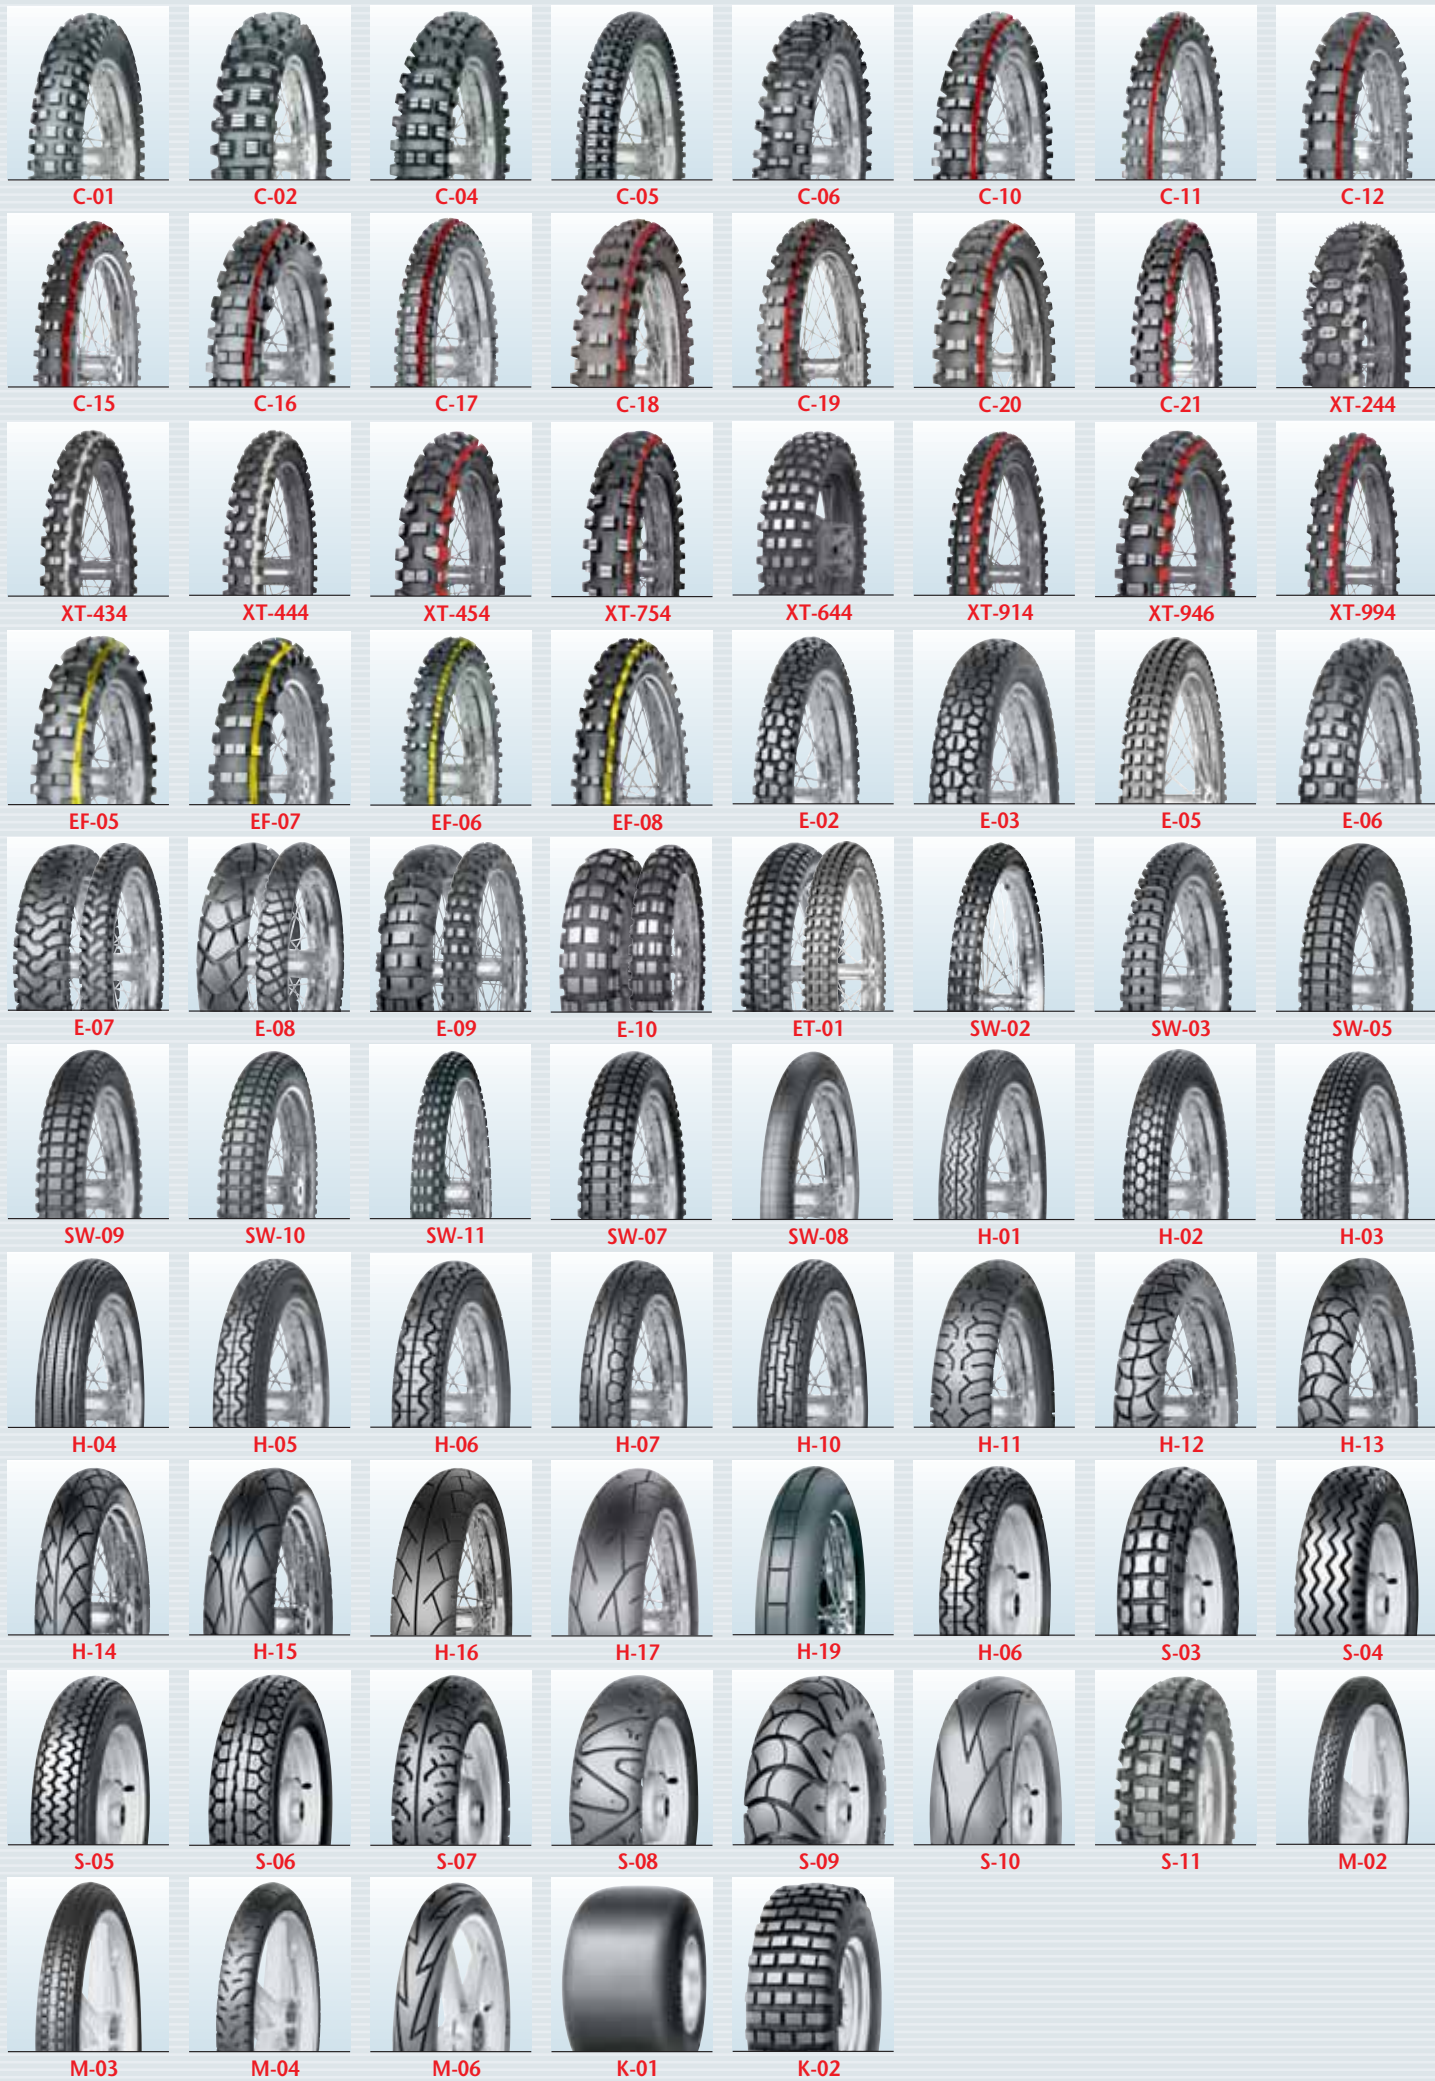 C-01 C-02 C-04 C-05 C-06 C-10 C-11 C-12
C-15 C-16 C-17 C-18 C-19 C-20 C-21 XT-244
XT-434 XT-444 XT-454 XT-754 XT-644 XT-914 XT-946 XT-994
EF-05 EF-07 EF-06 EF-08 E-02 E-03 E-05 E-06
E-07 E-08 E-09 E-10 ET-01 SW-02 SW-03 SW-05
SW-09 SW-10 SW-11 SW-07 SW-08 H-01 H-02 H-03
H-04 H-05 H-06 H-07 H-10 H-11 H-12 H-13
H-14 H-15 H-16 H-17 H-19 H-06 S-03 S-04
S-05 S-06 S-07 S-08 S-09 S-10 S-11 M-02
M-03 M-04 M-06 K-01 K-02